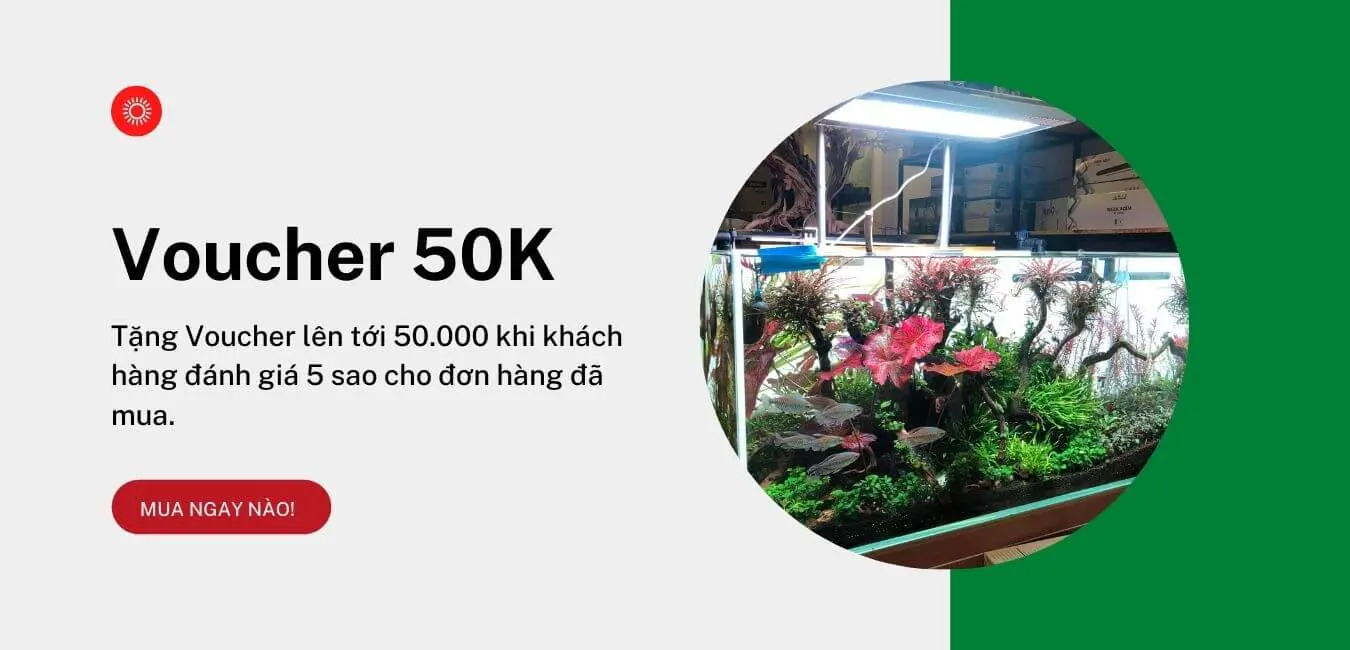 Voucher 50K
Tặng Voucher lên tới 50.000 khi khách
hàng đánh giá 5 sao cho đơn hàng đã
mua.
MUA NGAY NÀO!